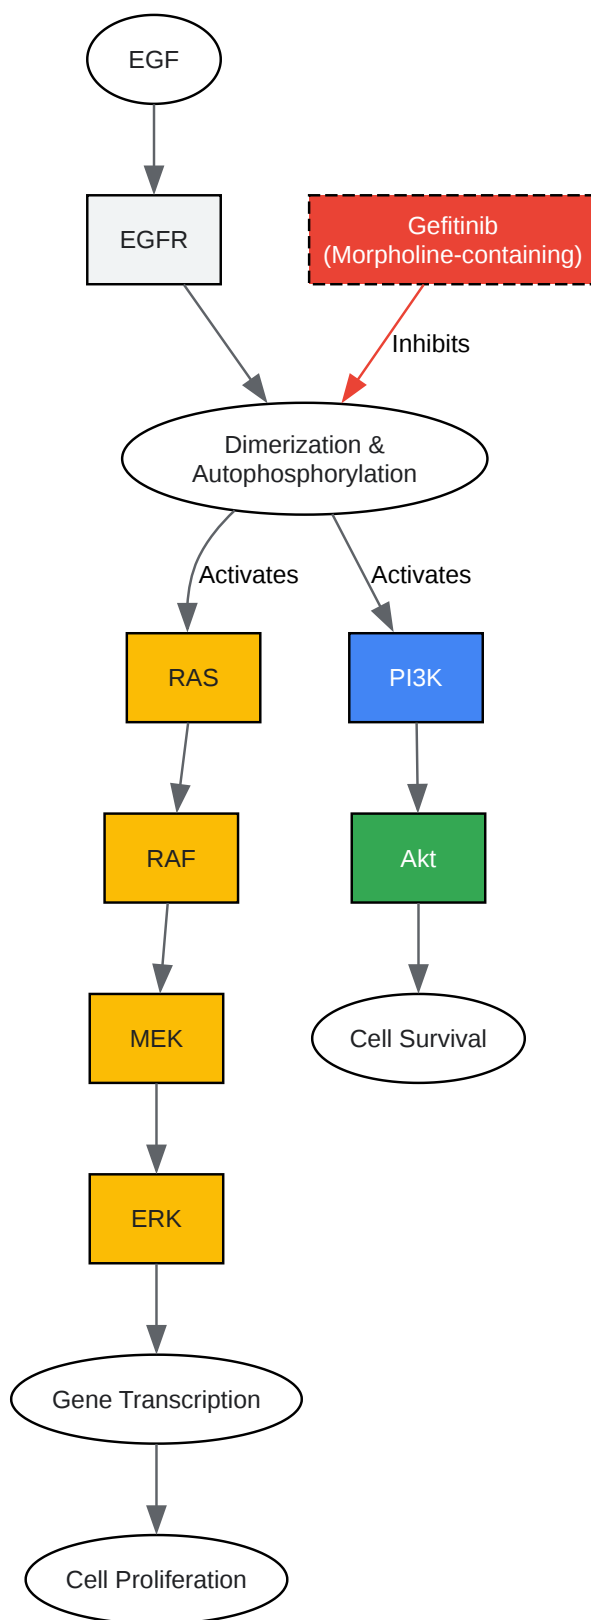 EGF
EGFR
Gefitinib
(Morpholine-containing)
Inhibits
Dimerization &
Autophosphorylation
Activates
Activates
RAS
PI3K
RAF
Akt
MEK
Cell Survival
ERK
Gene Transcription
Cell Proliferation